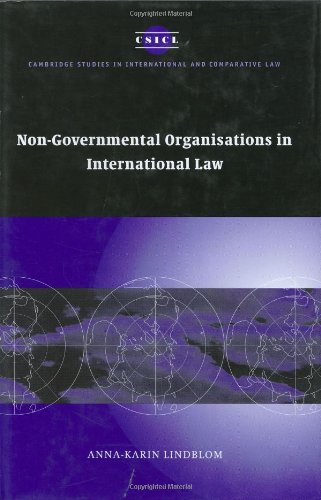 CSICL
CAMBRIDGE STUDIES IN INTERNATIONAL AND COMPARATIVE LAW
Non-Governmental Organisations in
International Law
ANNA-KARIN LINDBLOM